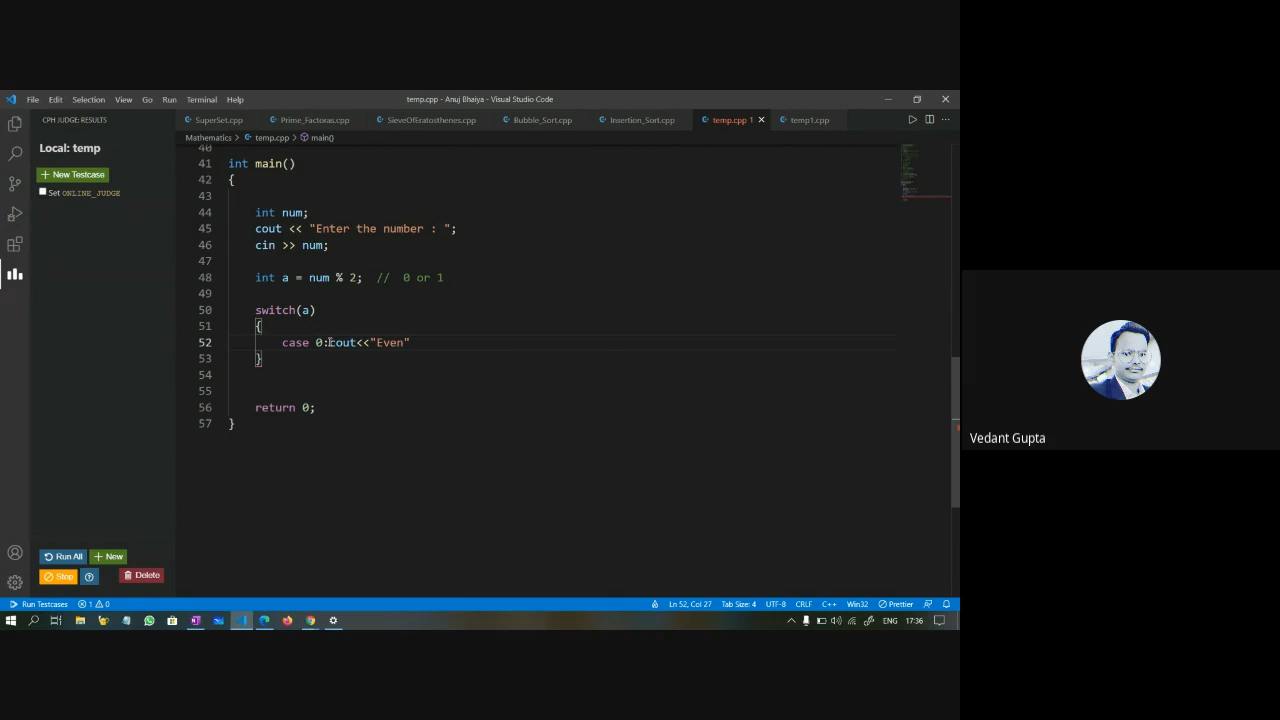 File Edit Selection View Go Run Terminal Help
temp.cpp - Anuj Bhaiya - Visual Studio Code
CPH JUDGE: RESULTS
SuperSet.cpp Prime_Factoras.cpp SieveOfEratosthenes.cpp Bubble_Sort.cpp Insertion_Sort.cpp temp.cpp 1 temp1.cpp
Mathematics > temp.cpp > main()
Local: temp
+ New Testcase
Set ONLINE_JUDGE
40
41 int main()
42 {
43
44 int num;
45 cout << "Enter the number : ";
46 cin >> num;
47
48 int a = num % 2; // 0 or 1
49
50 switch(a)
51 {
52 case 0:cout<<"Even"
53 }
54
55
56 return 0;
57 }
Run All + New
Stop ? Delete
Run Testcases 1 0 Ln 52, Col 27 Tab Size: 4 UTF-8 CRLF C++ Win32 Prettier
ENG 17:36
Vedant Gupta